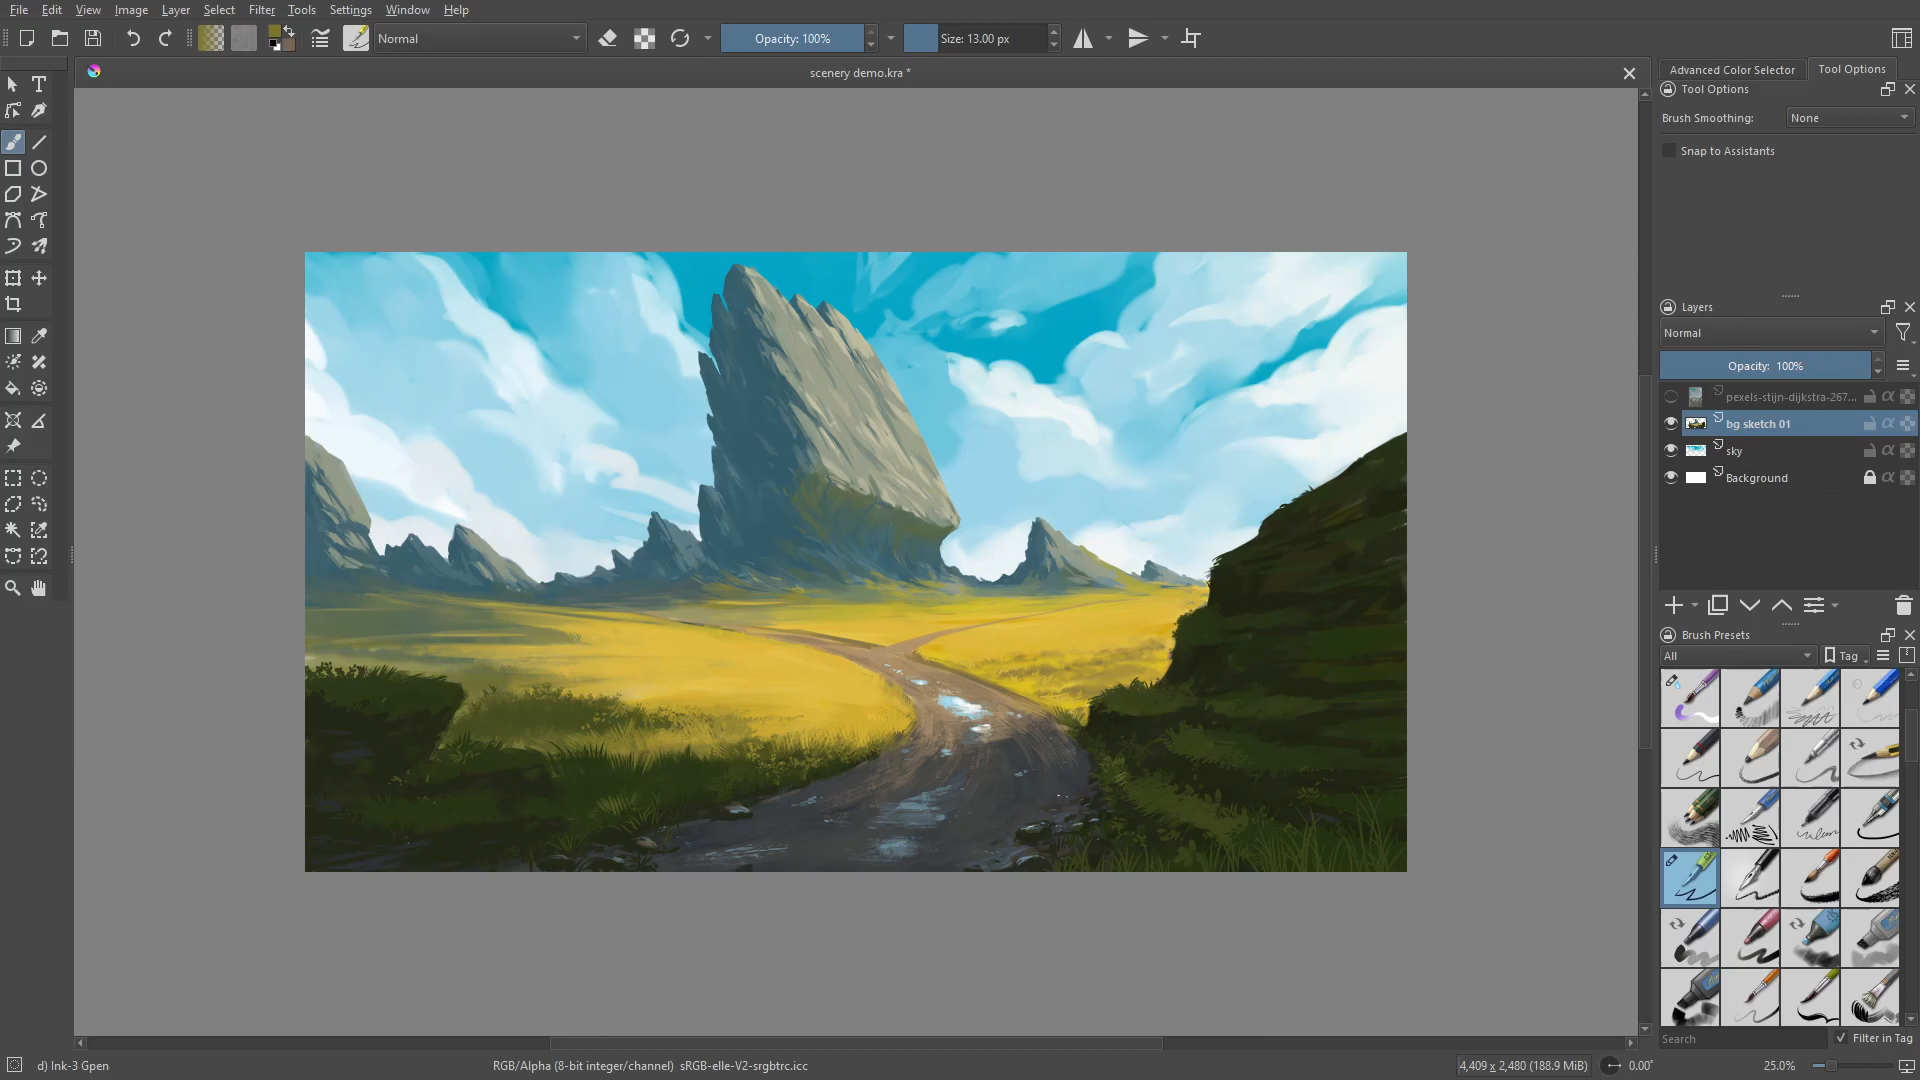 File Edit View Image Layer Select Filter Tools Settings Window Help
Normal Opacity: 100% Size: 13.00 px
scenery demo.kra *
Advanced Color Selector Tool Options
Tool Options
Brush Smoothing: None
Snap to Assistants
Layers
Normal
Opacity: 100%
pexels-stijn-dijkstra-267...
bg sketch 01
sky
Background
Brush Presets
All Tag
Search Filter in Tag
d) Ink-3 Gpen RGB/Alpha (8-bit integer/channel) sRGB-elle-V2-srgbtrc.icc 4,409 x 2,480 (188.9 MiB) 0.00° 25.0%